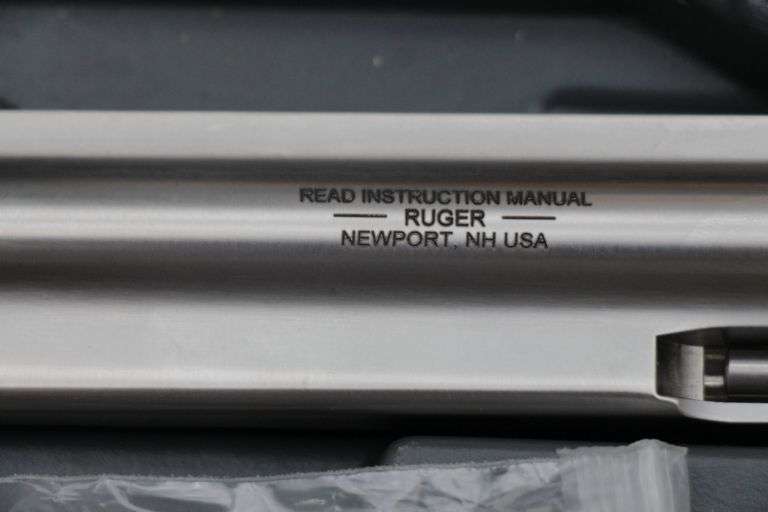 READ INSTRUCTION MANUAL
RUGER
NEWPORT, NH USA